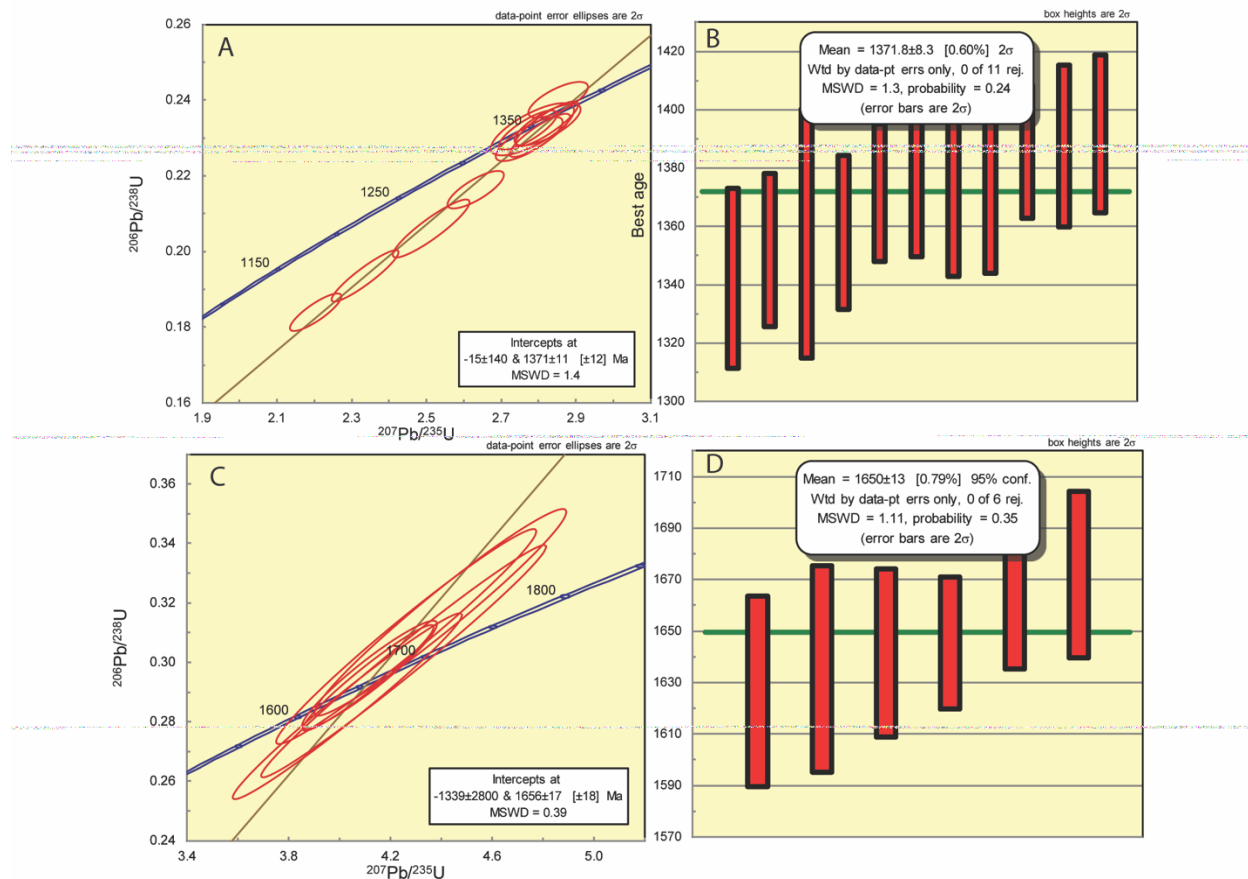 data-point error ellipses are 2σ
A
0.26
0.24
0.22
0.20
0.18
0.16
²⁰⁶Pb/²³⁸U
1350
1250
1150
Intercepts at
-15±140 & 1371±11 [±12] Ma
MSWD = 1.4
1.9
2.1
2.3
2.5
2.7
2.9
3.1
²⁰⁷Pb/²³⁵U
box heights are 2σ
B
Mean = 1371.8±8.3 [0.60%] 2σ
Wtd by data-pt errs only, 0 of 11 rej.
MSWD = 1.3, probability = 0.24
(error bars are 2σ)
1420
1400
1380
1360
1340
1320
1300
Best age
data-point error ellipses are 2σ
C
0.36
0.34
0.32
0.30
0.28
0.26
0.24
²⁰⁶Pb/²³⁸U
1800
1700
1600
Intercepts at
-1339±2800 & 1656±17 [±18] Ma
MSWD = 0.39
3.4
3.8
4.2
4.6
5.0
²⁰⁷Pb/²³⁵U
box heights are 2σ
D
Mean = 1650±13 [0.79%] 95% conf.
Wtd by data-pt errs only, 0 of 6 rej.
MSWD = 1.11, probability = 0.35
(error bars are 2σ)
1710
1690
1670
1650
1630
1610
1590
1570